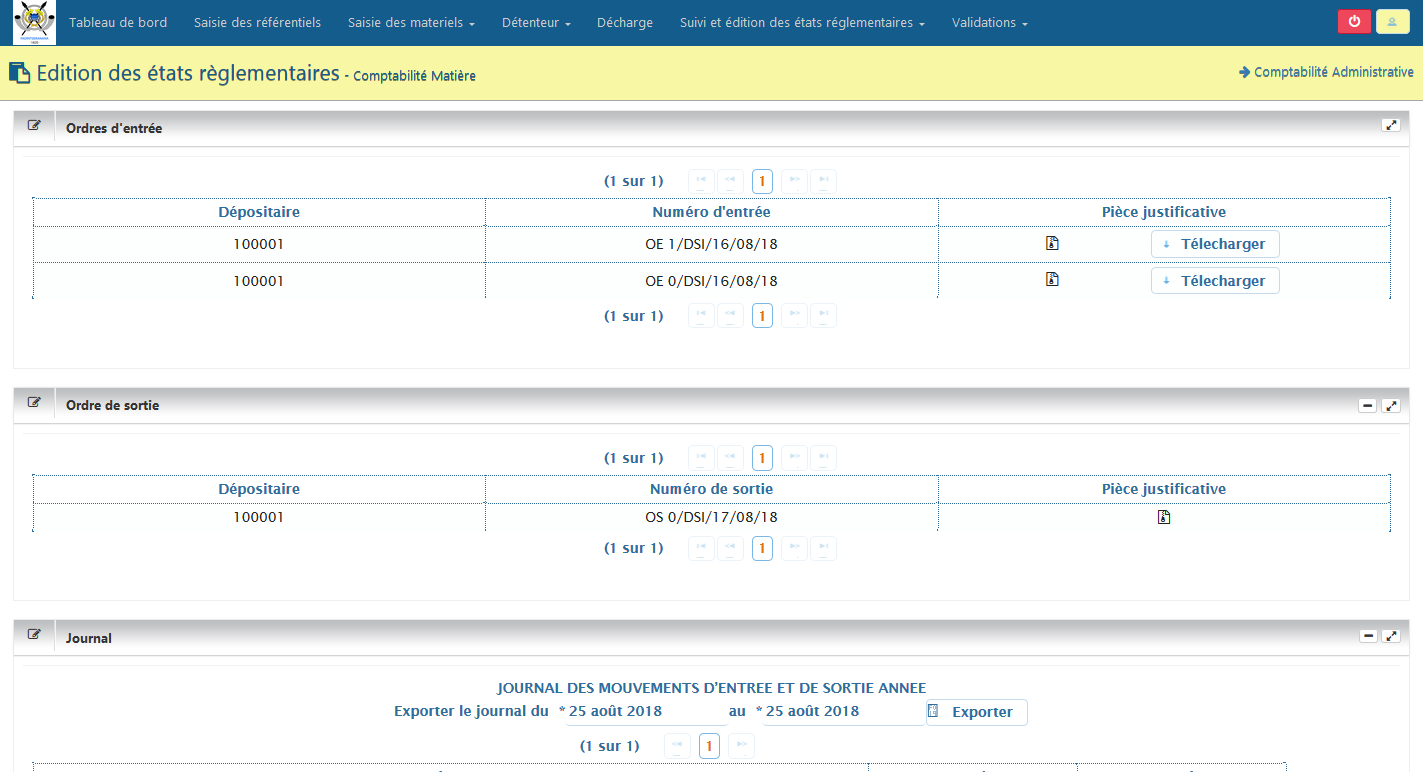 Tableau de bord Saisie des référentiels Saisie des materiels Détenteur Décharge Suivi et édition des états réglementaires Validations
Edition des états règlementaires - Comptabilité Matière Comptabilité Administrative
Ordres d'entrée
(1 sur 1) 1
Dépositaire Numéro d'entrée Pièce justificative
100001 OE 1/DSI/16/08/18 Télecharger
100001 OE 0/DSI/16/08/18 Télecharger
(1 sur 1) 1
Ordre de sortie
(1 sur 1) 1
Dépositaire Numéro de sortie Pièce justificative
100001 OS 0/DSI/17/08/18
(1 sur 1) 1
Journal
JOURNAL DES MOUVEMENTS D'ENTREE ET DE SORTIE ANNEE
Exporter le journal du * 25 août 2018 au * 25 août 2018 Exporter
(1 sur 1) 1